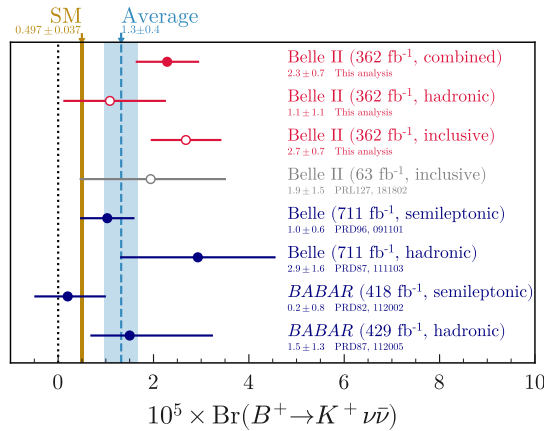 SM Average
0.497±0.037 1.3±0.4
Belle II (362 fb⁻¹, combined)
2.3±0.7 This analysis
Belle II (362 fb⁻¹, hadronic)
1.1±1.1 This analysis
Belle II (362 fb⁻¹, inclusive)
2.7±0.7 This analysis
Belle II (63 fb⁻¹, inclusive)
1.9±1.5 PRL127, 181802
Belle (711 fb⁻¹, semileptonic)
1.0±0.6 PRD96, 091101
Belle (711 fb⁻¹, hadronic)
2.9±1.6 PRD87, 111103
BABAR (418 fb⁻¹, semileptonic)
0.2±0.8 PRD82, 112002
BABAR (429 fb⁻¹, hadronic)
1.5±1.3 PRD87, 112005
0 2 4 6 8 10
10⁵ × Br(B⁺→K⁺νν̄)